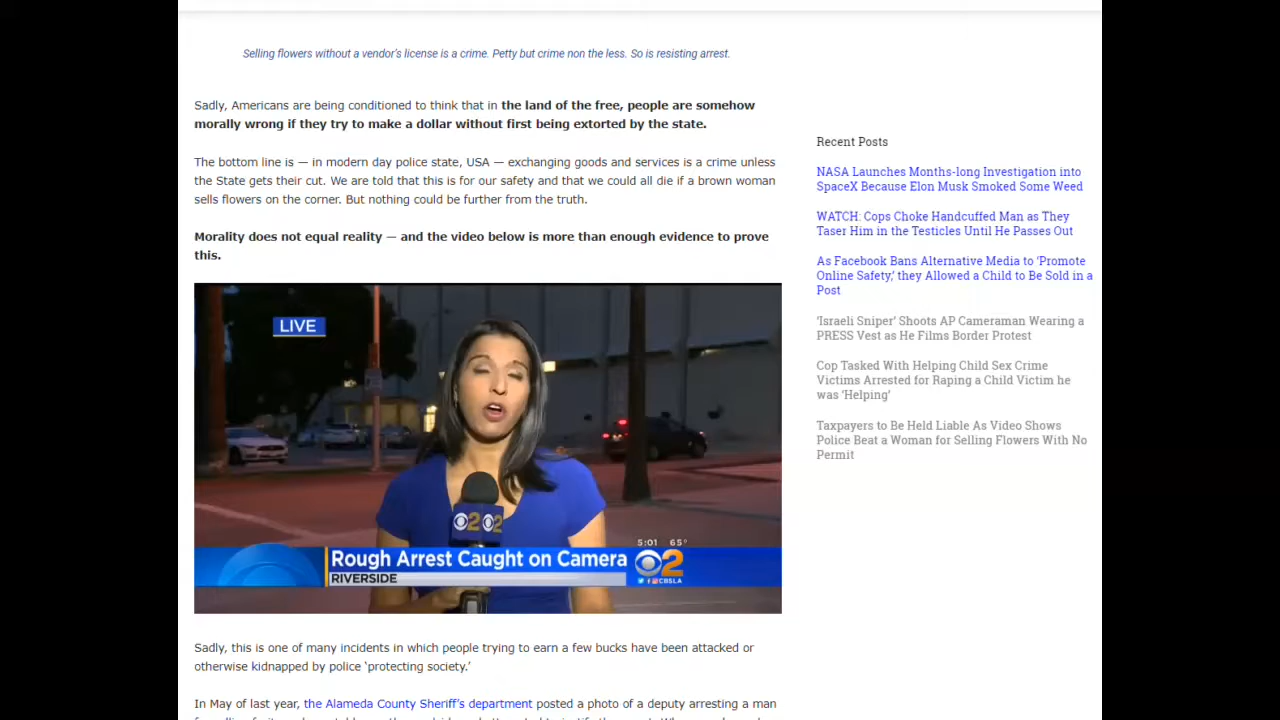 Selling flowers without a vendor's license is a crime. Petty but crime non the less. So is resisting arrest.
Sadly, Americans are being conditioned to think that in the land of the free, people are somehow
morally wrong if they try to make a dollar without first being extorted by the state.
The bottom line is — in modern day police state, USA — exchanging goods and services is a crime unless
the State gets their cut. We are told that this is for our safety and that we could all die if a brown woman
sells flowers on the corner. But nothing could be further from the truth.
Morality does not equal reality — and the video below is more than enough evidence to prove
this.
LIVE
2 2
5:01 65°
Rough Arrest Caught on Camera
2
RIVERSIDE
CBSLA
Sadly, this is one of many incidents in which people trying to earn a few bucks have been attacked or
otherwise kidnapped by police ‘protecting society.’
In May of last year, the Alameda County Sheriff's department posted a photo of a deputy arresting a man
Recent Posts
NASA Launches Months-long Investigation into
SpaceX Because Elon Musk Smoked Some Weed
WATCH: Cops Choke Handcuffed Man as They
Taser Him in the Testicles Until He Passes Out
As Facebook Bans Alternative Media to ‘Promote
Online Safety,’ they Allowed a Child to Be Sold in a
Post
‘Israeli Sniper’ Shoots AP Cameraman Wearing a
PRESS Vest as He Films Border Protest
Cop Tasked With Helping Child Sex Crime
Victims Arrested for Raping a Child Victim he
was ‘Helping’
Taxpayers to Be Held Liable As Video Shows
Police Beat a Woman for Selling Flowers With No
Permit